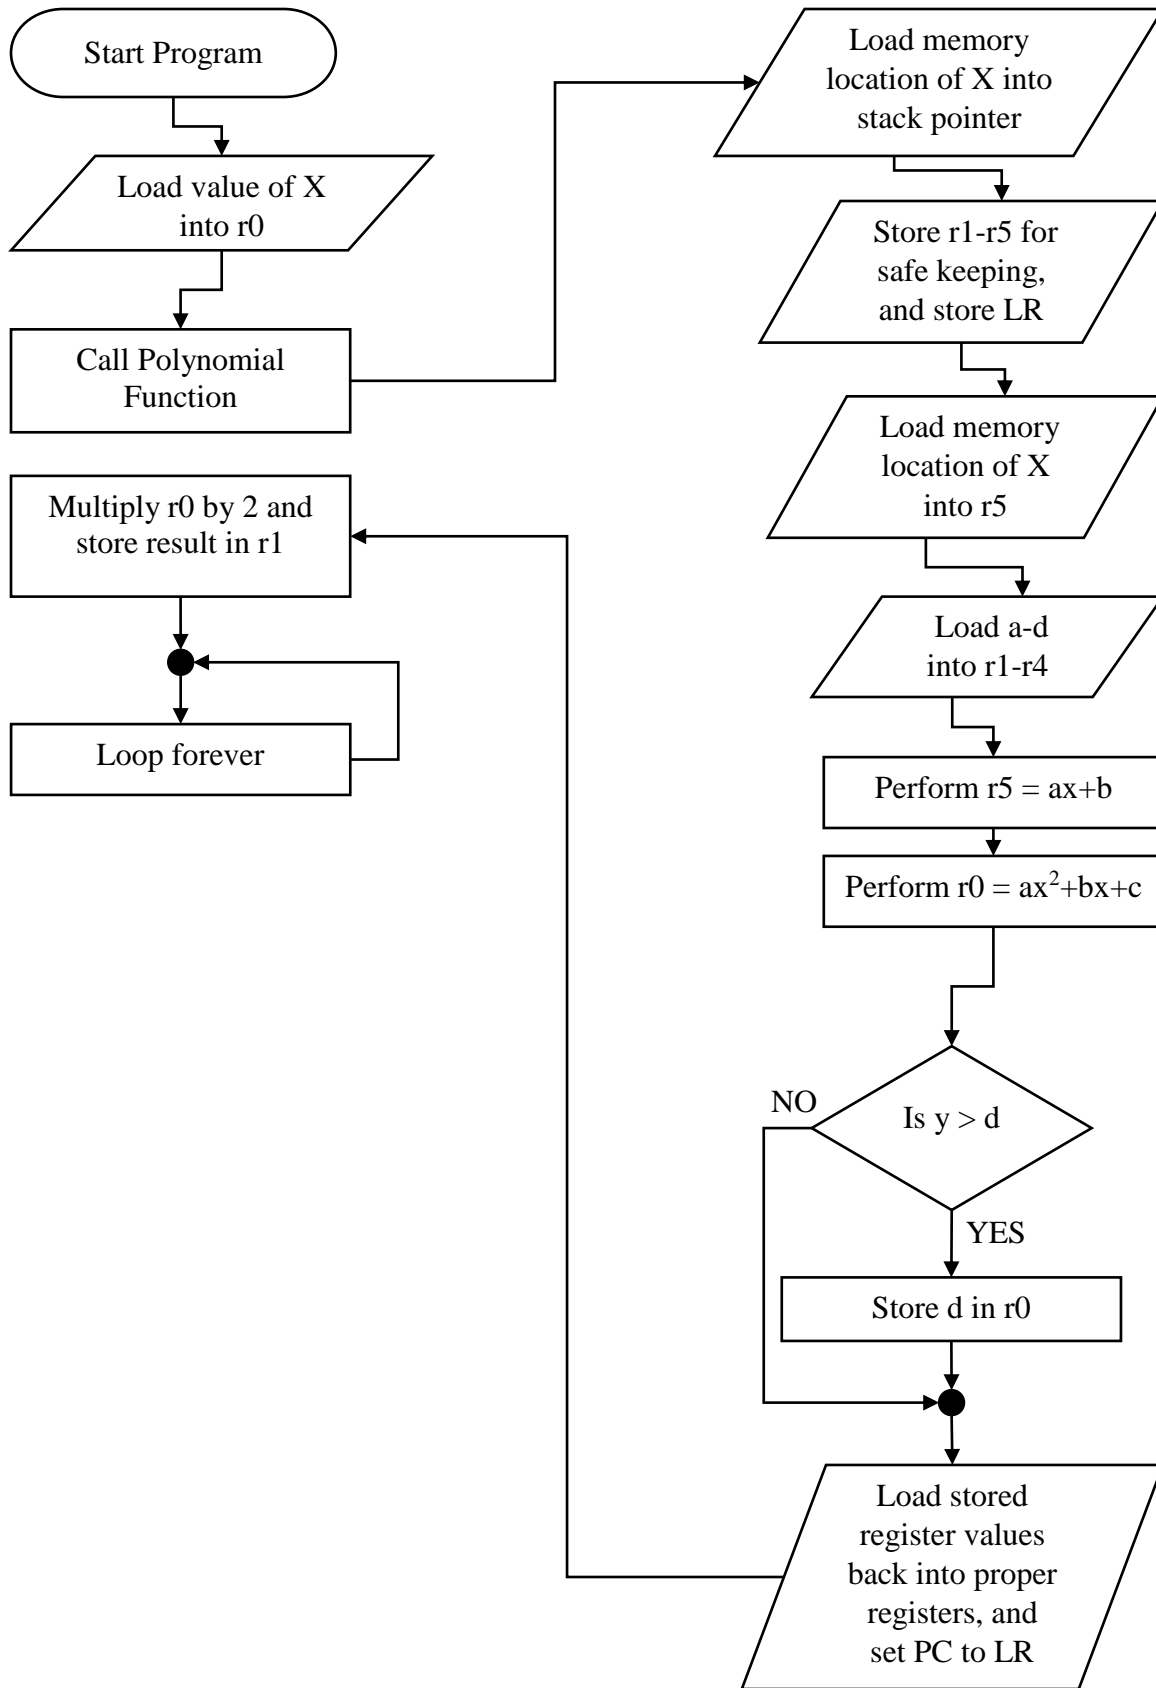 Start Program
Load value of X
into r0
Call Polynomial
Function
Multiply r0 by 2 and
store result in r1
Loop forever
Load memory
location of X into
stack pointer
Store r1-r5 for
safe keeping,
and store LR
Load memory
location of X
into r5
Load a-d
into r1-r4
Perform r5 = ax+b
Perform r0 = ax²+bx+c
Is y > d
NO
YES
Store d in r0
Load stored
register values
back into proper
registers, and
set PC to LR